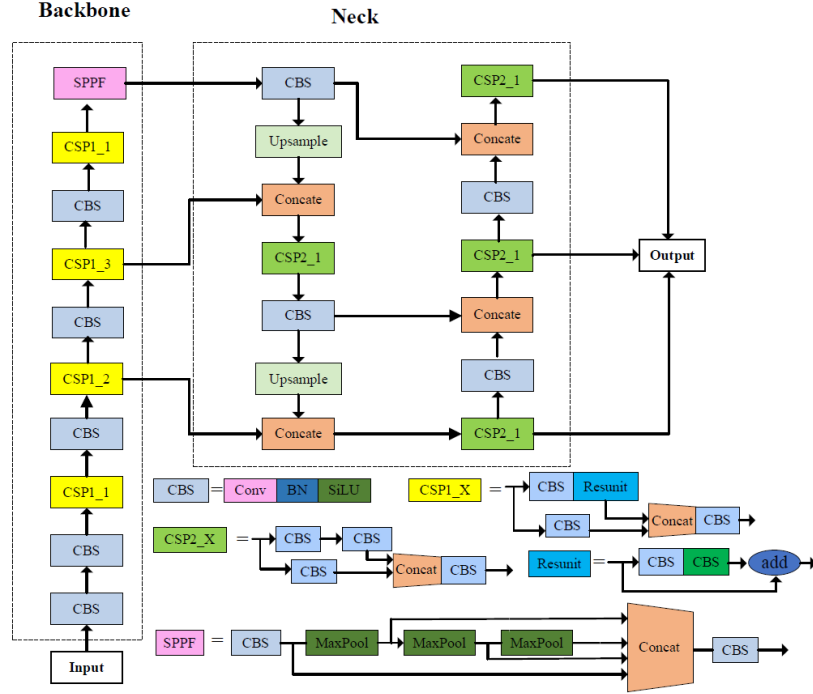 Backbone
Neck
SPPF
CSP1_1
CBS
CSP1_3
CBS
CSP1_2
CBS
CSP1_1
CBS
CBS
Input
CBS
Upsample
Concate
CSP2_1
CBS
Upsample
Concate
CSP2_1
Concate
CBS
CSP2_1
Concate
CBS
CSP2_1
Output
CBS = Conv BN SiLU
CSP1_X = CBS Resunit CBS Concat CBS
CSP2_X = CBS CBS CBS Concat CBS
Resunit = CBS CBS add
SPPF = CBS MaxPool MaxPool MaxPool Concat CBS